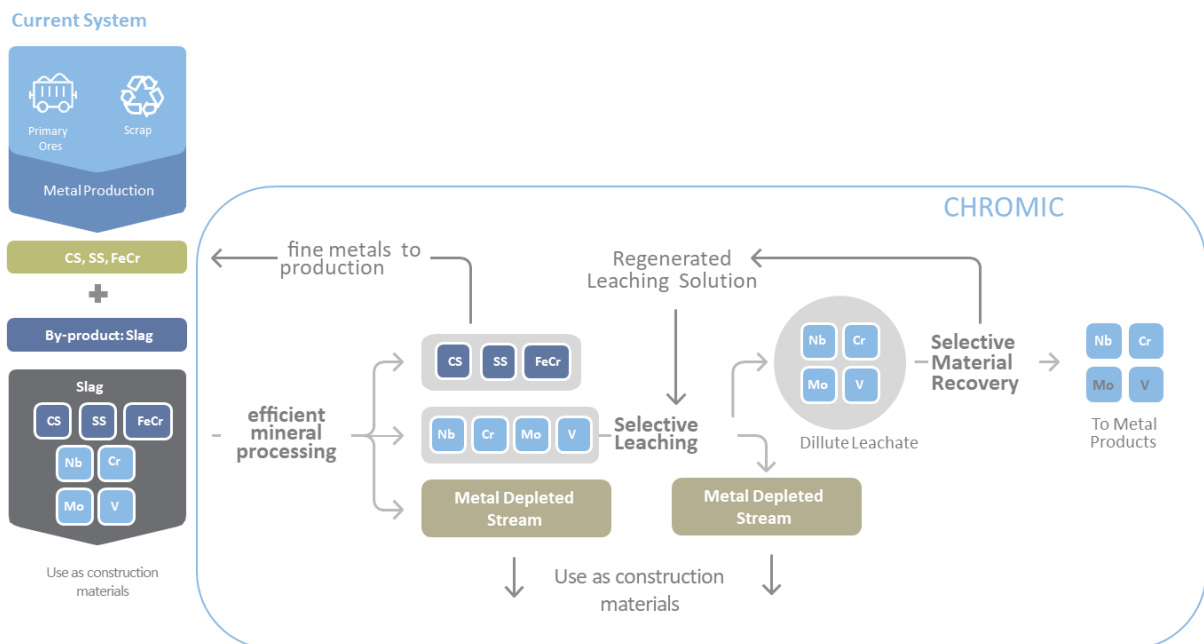 Current System
Primary
Ores
Scrap
Metal Production
CS, SS, FeCr
+
By-product: Slag
Slag
CS SS FeCr
Nb Cr
Mo V
Use as construction
materials
CHROMIC
fine metals to
production
efficient
mineral
processing
CS SS FeCr
Nb Cr Mo V
Metal Depleted
Stream
Regenerated
Leaching Solution
Selective
Leaching
Metal Depleted
Stream
Use as construction
materials
Nb Cr
Mo V
Dillute Leachate
Selective
Material
Recovery
Nb Cr
Mo V
To Metal
Products